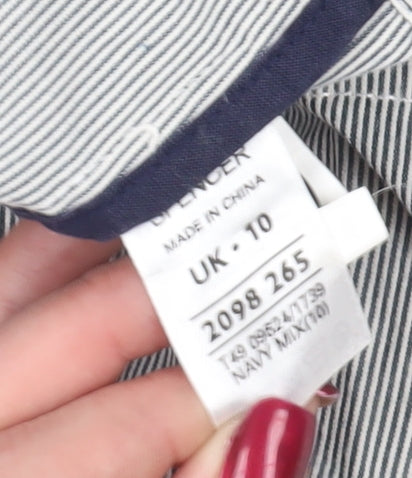 SPENCER
MADE IN CHINA
UK • 10
2098 265
T49 09624/1739
NAVY MIX(10)